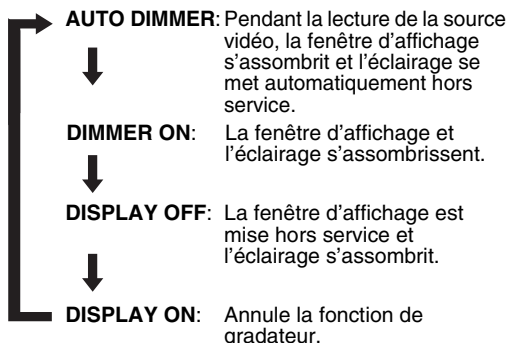 AUTO DIMMER: Pendant la lecture de la source
vidéo, la fenêtre d'affichage
s'assombrit et l'éclairage se
met automatiquement hors
service.
DIMMER ON: La fenêtre d'affichage et
l'éclairage s'assombrissent.
DISPLAY OFF: La fenêtre d'affichage est
mise hors service et
l'éclairage s'assombrit.
DISPLAY ON: Annule la fonction de
gradateur.